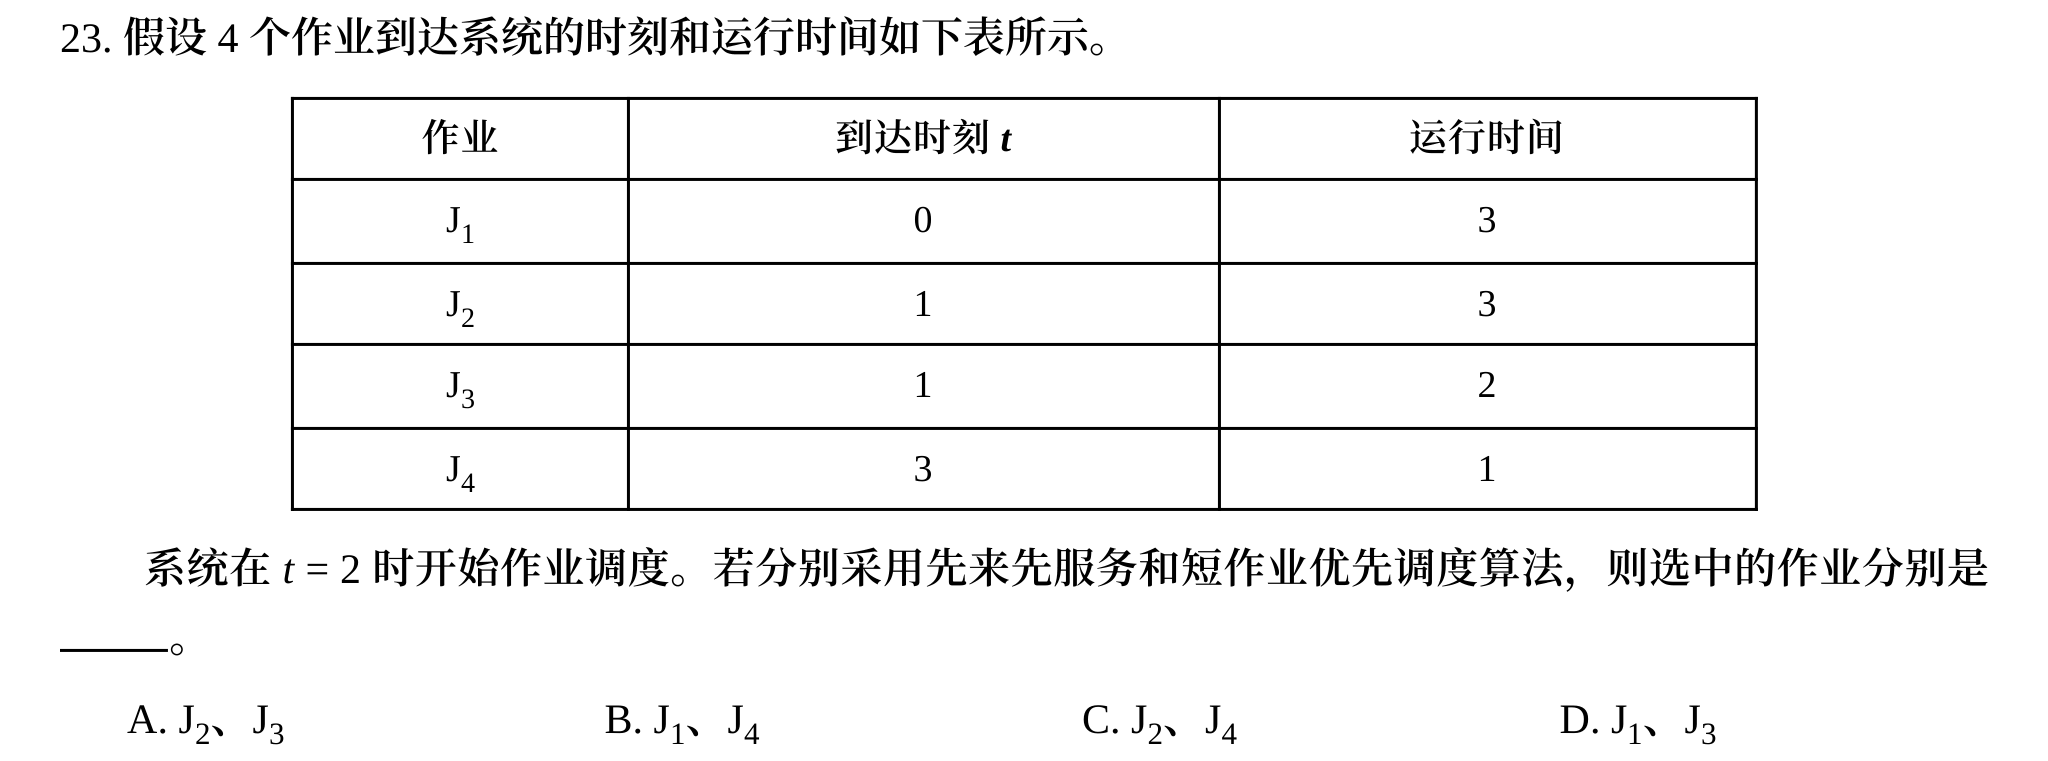 23. 假设 4 个作业到达系统的时刻和运行时间如下表所示。
作业 到达时刻 t 运行时间
J₁ 0 3
J₂ 1 3
J₃ 1 2
J₄ 3 1
系统在 t = 2 时开始作业调度。若分别采用先来先服务和短作业优先调度算法，则选中的作业分别是
_____。
A. J₂、J₃ B. J₁、J₄ C. J₂、J₄ D. J₁、J₃